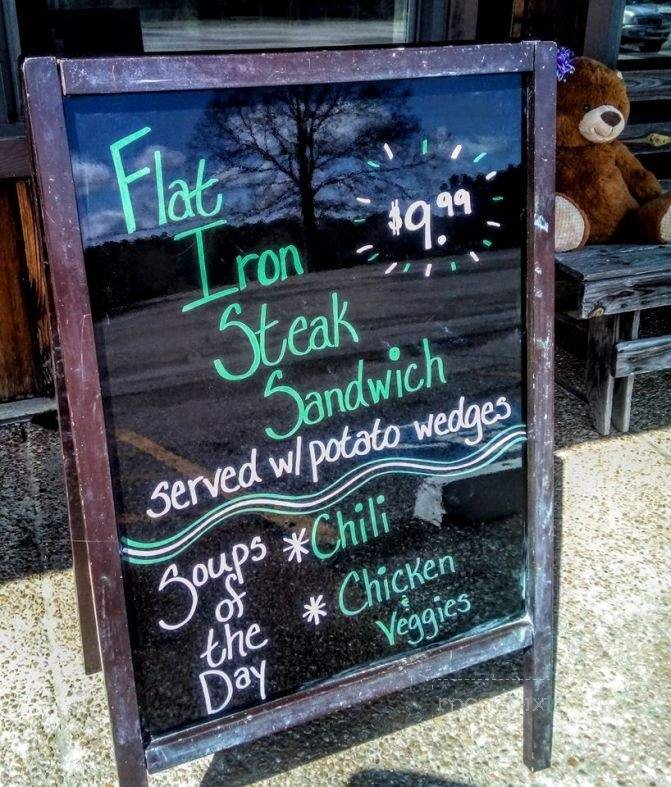 Flat
$9.99
Iron
Steak
Sandwich
served w/ potato wedges
Soups
of
the
Day
* Chili
* Chicken
&
Veggies